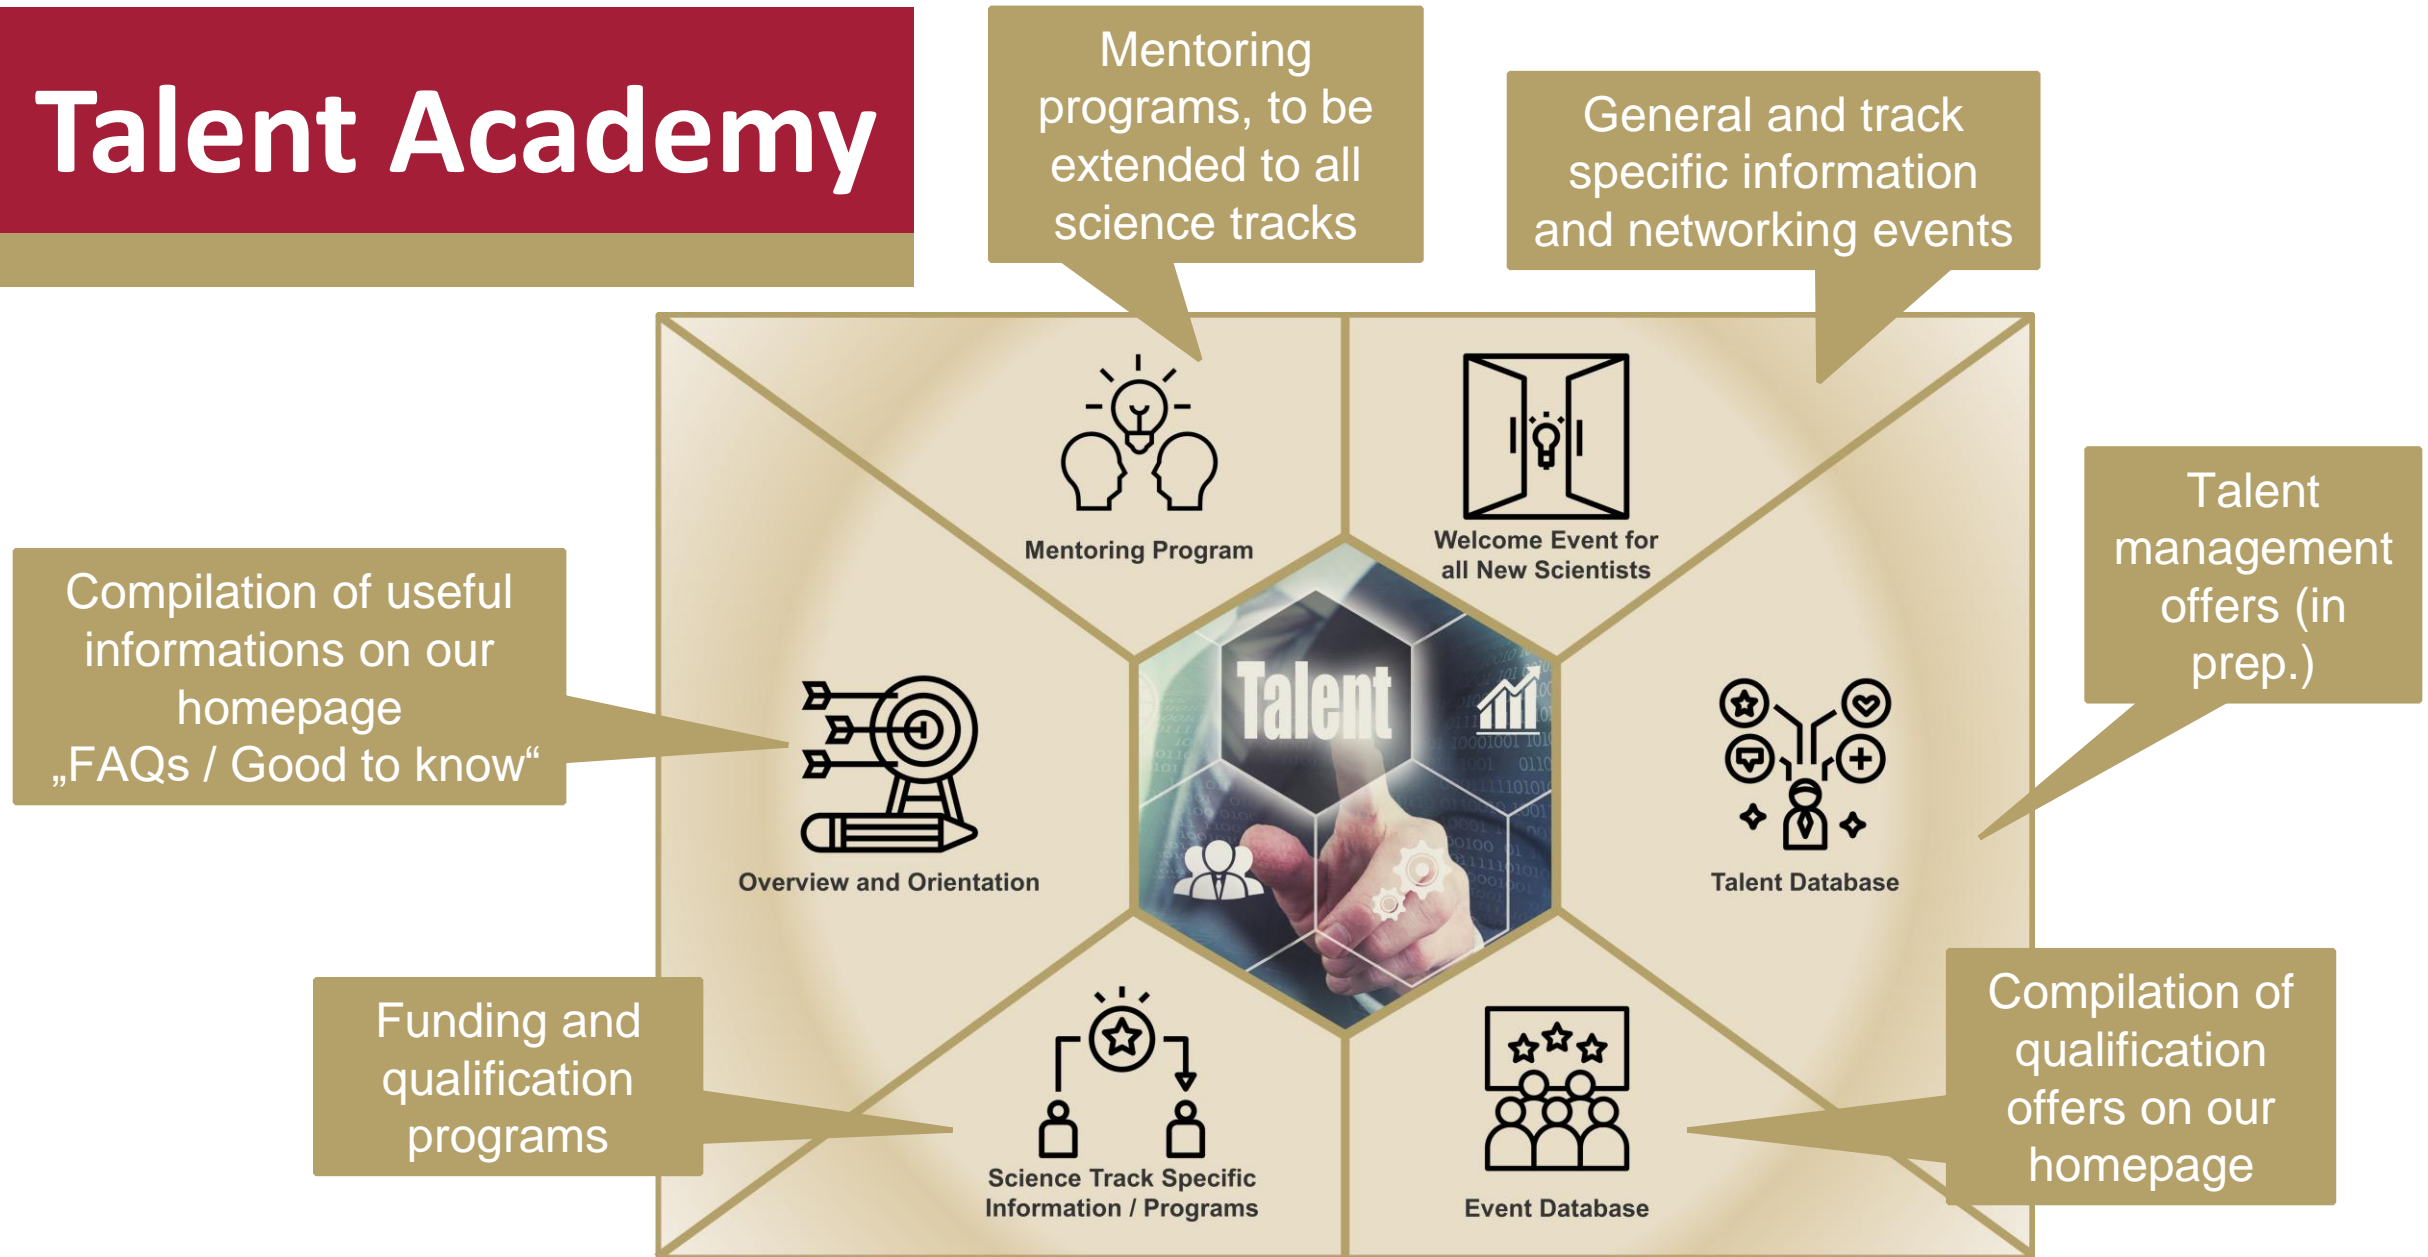 Talent Academy
Mentoring
programs, to be
extended to all
science tracks
General and track
specific information
and networking events
Talent
management
offers (in
prep.)
Compilation of useful
informations on our
homepage
„FAQs / Good to know“
Funding and
qualification
programs
Compilation of
qualification
offers on our
homepage
Mentoring Program
Welcome Event for
all New Scientists
Overview and Orientation
Talent
Talent Database
Science Track Specific
Information / Programs
Event Database